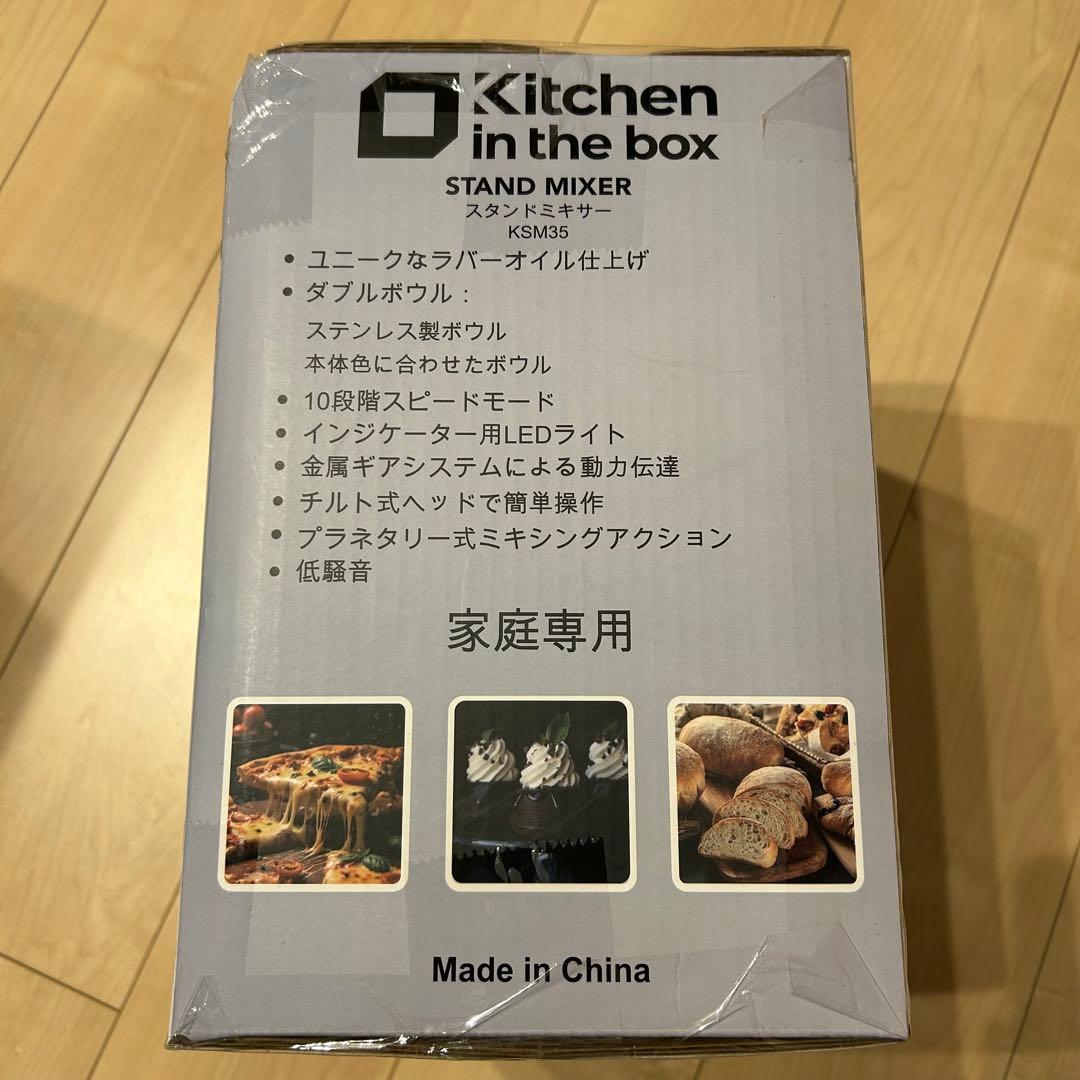 Kitchen
in the box
STAND MIXER
スタンドミキサー
KSM35
• ユニークなラバーオイル仕上げ
• ダブルボウル：
ステンレス製ボウル
本体色に合わせたボウル
• 10段階スピードモード
• インジケーター用LEDライト
• 金属ギアシステムによる動力伝達
• チルト式ヘッドで簡単操作
• プラネタリー式ミキシングアクション
• 低騒音
家庭専用
Made in China